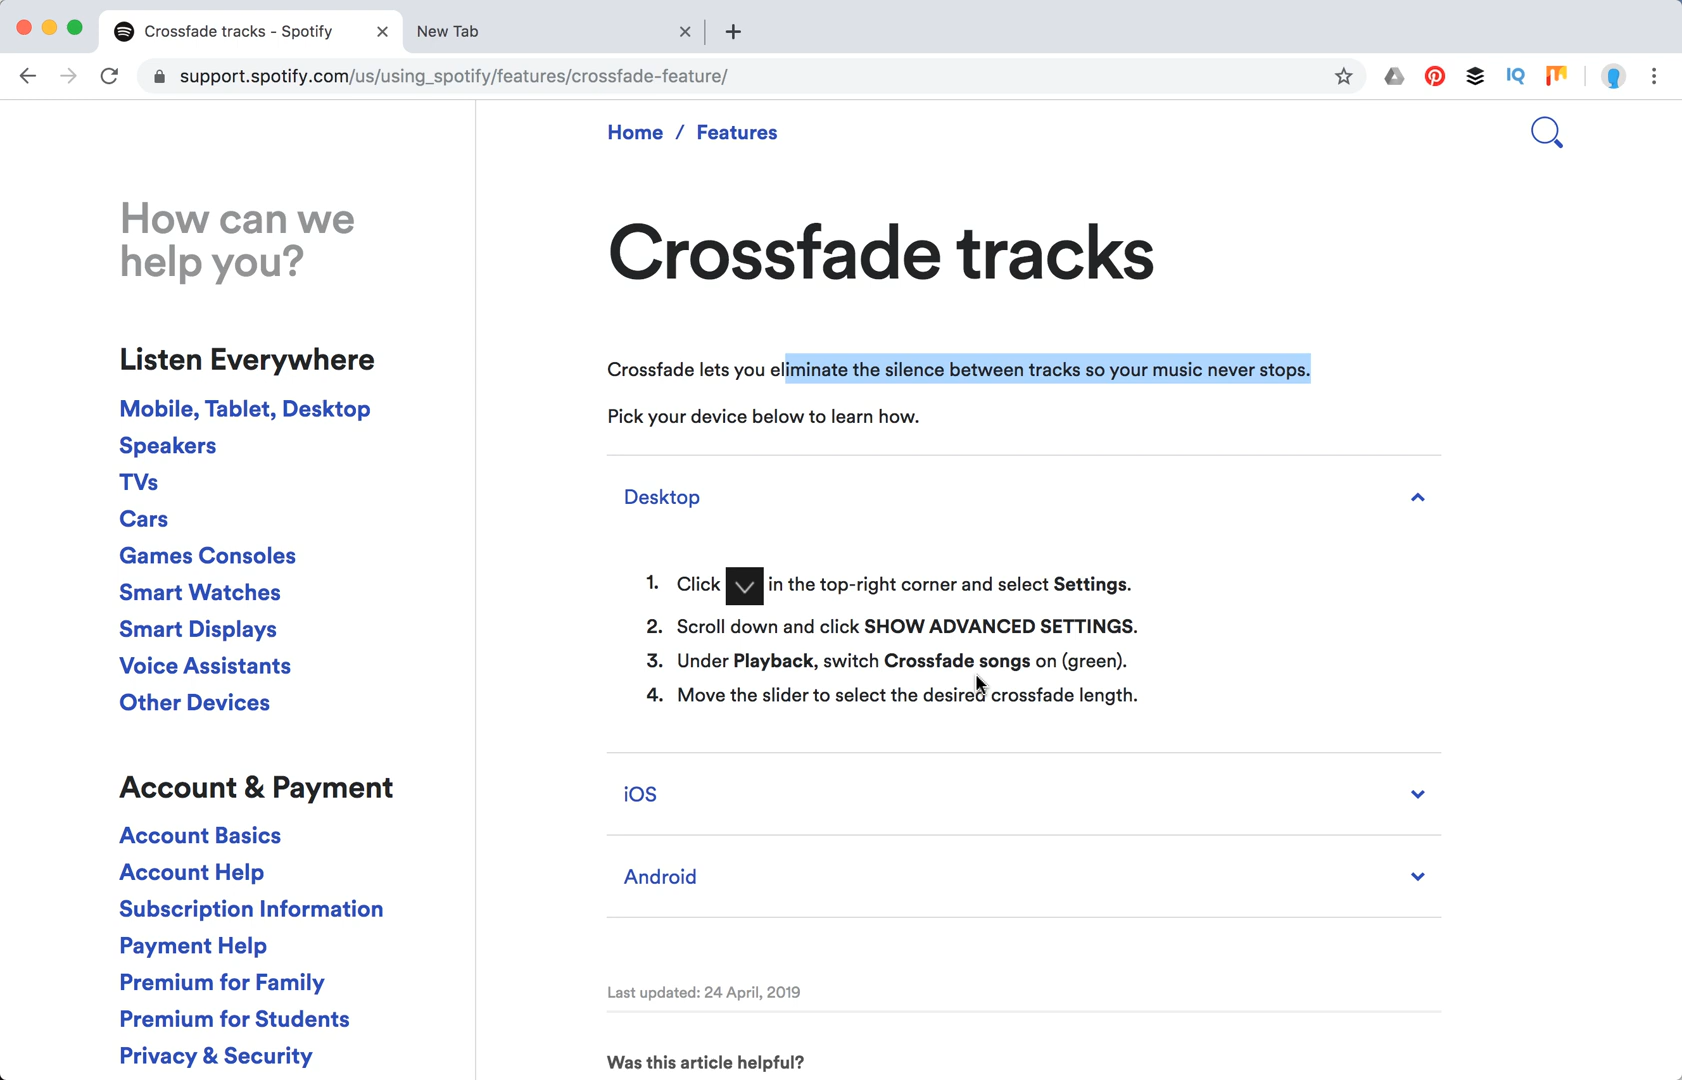 Crossfade tracks - Spotify
New Tab
support.spotify.com/us/using_spotify/features/crossfade-feature/
IQ
Home / Features
How can we
help you?
Listen Everywhere
Mobile, Tablet, Desktop
Speakers
TVs
Cars
Games Consoles
Smart Watches
Smart Displays
Voice Assistants
Other Devices
Account & Payment
Account Basics
Account Help
Subscription Information
Payment Help
Premium for Family
Premium for Students
Privacy & Security
Crossfade tracks
Crossfade lets you eliminate the silence between tracks so your music never stops.
Pick your device below to learn how.
Desktop
1. Click in the top-right corner and select Settings.
2. Scroll down and click SHOW ADVANCED SETTINGS.
3. Under Playback, switch Crossfade songs on (green).
4. Move the slider to select the desired crossfade length.
iOS
Android
Last updated: 24 April, 2019
Was this article helpful?